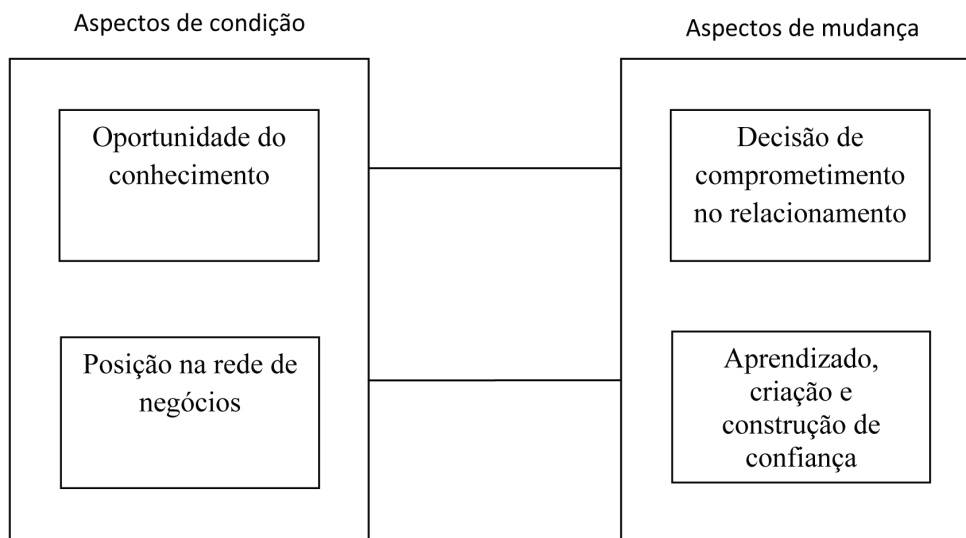 Aspectos de condição
Oportunidade do
conhecimento
Posição na rede de
negócios
Aspectos de mudança
Decisão de
comprometimento
no relacionamento
Aprendizado,
criação e
construção de
confiança